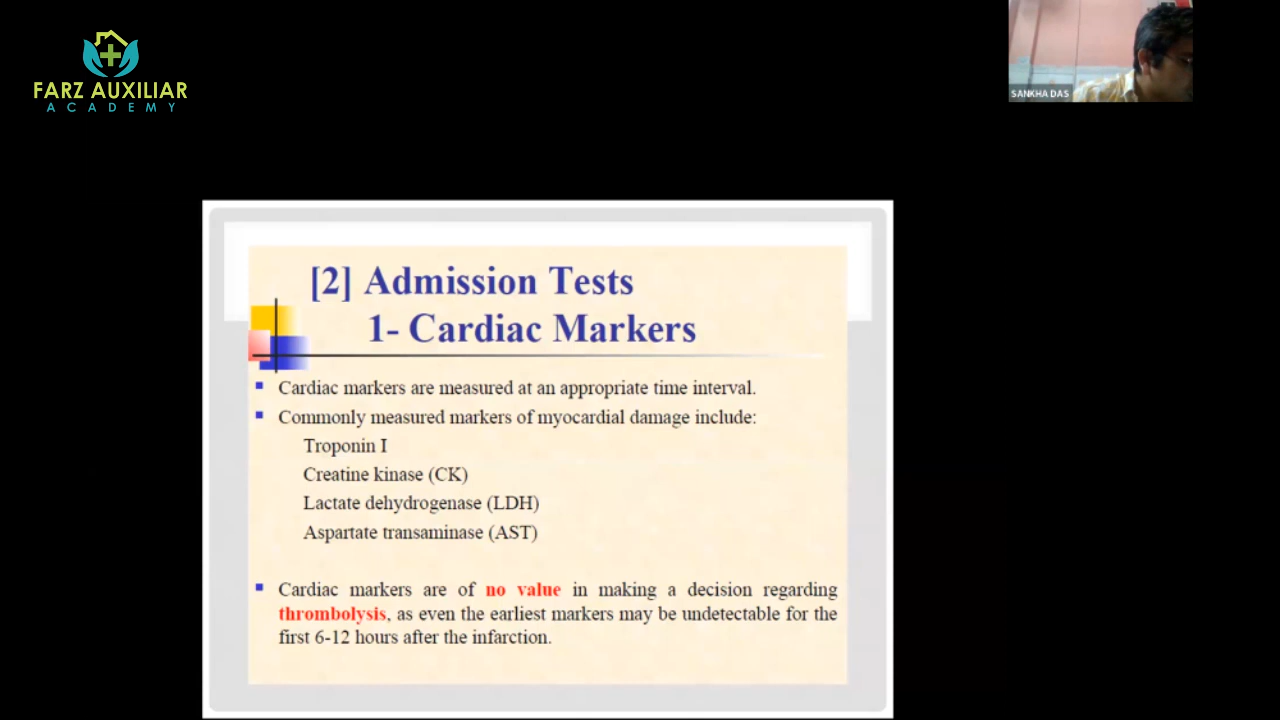 FARZ AUXILIAR
ACADEMY
SANKHA DAS
[2] Admission Tests
1- Cardiac Markers
Cardiac markers are measured at an appropriate time interval.
Commonly measured markers of myocardial damage include:
Troponin I
Creatine kinase (CK)
Lactate dehydrogenase (LDH)
Aspartate transaminase (AST)
Cardiac markers are of no value in making a decision regarding
thrombolysis, as even the earliest markers may be undetectable for the
first 6-12 hours after the infarction.